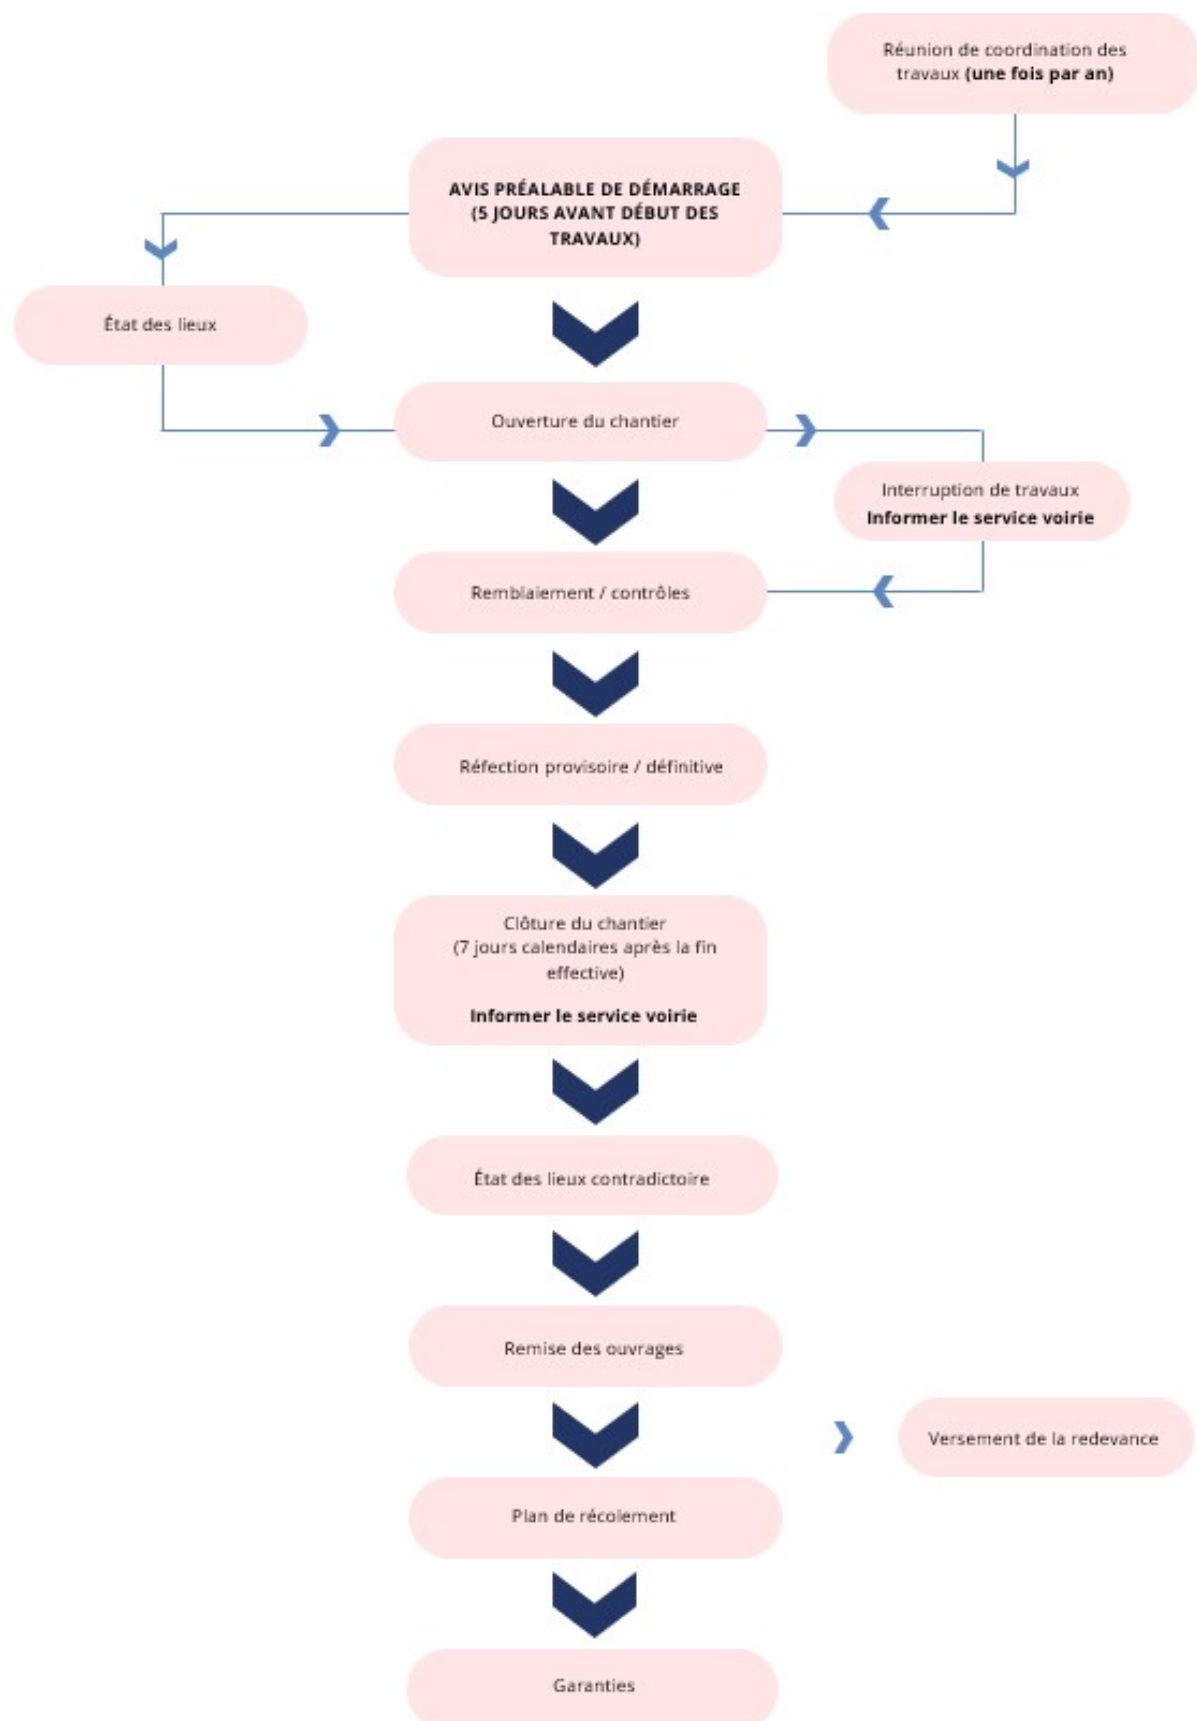 Réunion de coordination des
travaux (une fois par an)
AVIS PRÉALABLE DE DÉMARRAGE
(5 JOURS AVANT DÉBUT DES
TRAVAUX)
État des lieux
Ouverture du chantier
Interruption de travaux
Informer le service voirie
Remblaiement / contrôles
Réfection provisoire / définitive
Clôture du chantier
(7 jours calendaires après la fin
effective)
Informer le service voirie
État des lieux contradictoire
Remise des ouvrages
Versement de la redevance
Plan de récolement
Garanties